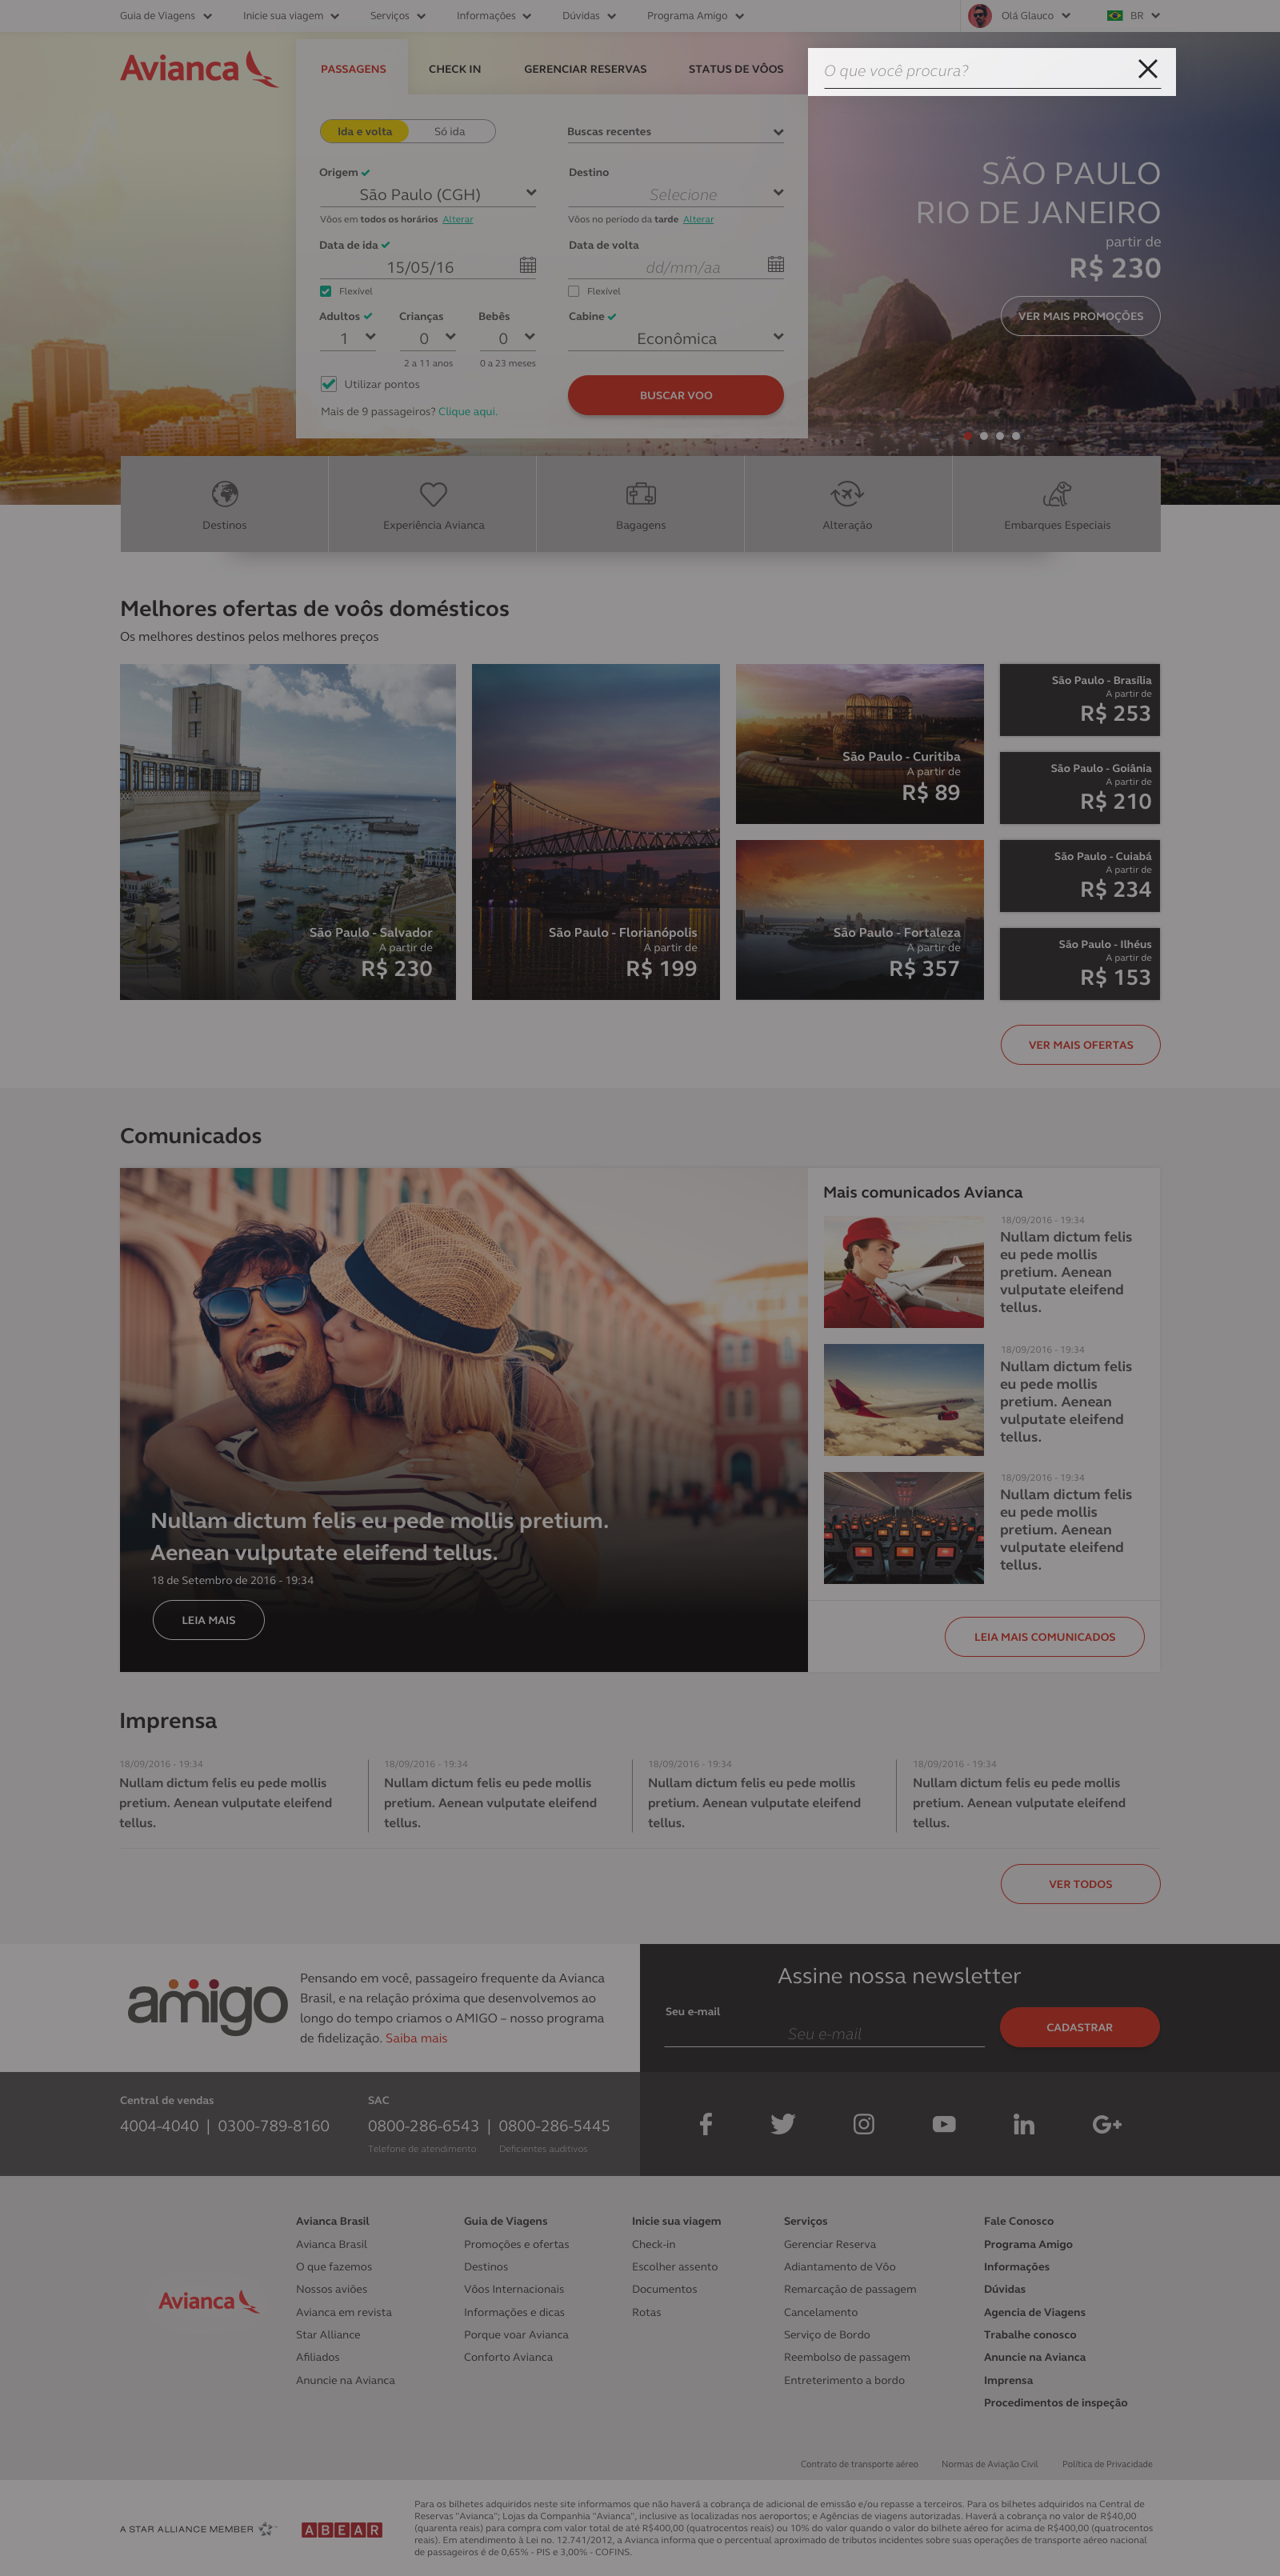 Guia de Viagens
Inicie sua viagem
Serviços
Informações
Dúvidas
Programa Amigo
Olá Glauco
BR
Avianca
PASSAGENS
CHECK IN
GERENCIAR RESERVAS
STATUS DE VÔOS
O que você procura?
Ida e volta
Só ida
Buscas recentes
Origem
São Paulo (CGH)
Vôos em todos os horários Alterar
Destino
Selecione
Vôos no período da tarde Alterar
Data de ida
15/05/16
Flexível
Data de volta
dd/mm/aa
Flexível
Adultos
1
Crianças
0
2 a 11 anos
Bebês
0
0 a 23 meses
Cabine
Econômica
Utilizar pontos
Mais de 9 passageiros? Clique aqui.
BUSCAR VOO
SÃO PAULO
RIO DE JANEIRO
partir de
R$ 230
VER MAIS PROMOÇÕES
Destinos
Experiência Avianca
Bagagens
Alteração
Embarques Especiais
Melhores ofertas de voôs domésticos
Os melhores destinos pelos melhores preços
São Paulo - Salvador
A partir de
R$ 230
São Paulo - Florianópolis
A partir de
R$ 199
São Paulo - Curitiba
A partir de
R$ 89
São Paulo - Fortaleza
A partir de
R$ 357
São Paulo - Brasília
A partir de
R$ 253
São Paulo - Goiânia
A partir de
R$ 210
São Paulo - Cuiabá
A partir de
R$ 234
São Paulo - Ilhéus
A partir de
R$ 153
VER MAIS OFERTAS
Comunicados
Nullam dictum felis eu pede mollis pretium.
Aenean vulputate eleifend tellus.
18 de Setembro de 2016 - 19:34
LEIA MAIS
Mais comunicados Avianca
18/09/2016 - 19:34
Nullam dictum felis
eu pede mollis
pretium. Aenean
vulputate eleifend
tellus.
18/09/2016 - 19:34
Nullam dictum felis
eu pede mollis
pretium. Aenean
vulputate eleifend
tellus.
18/09/2016 - 19:34
Nullam dictum felis
eu pede mollis
pretium. Aenean
vulputate eleifend
tellus.
LEIA MAIS COMUNICADOS
Imprensa
18/09/2016 - 19:34
Nullam dictum felis eu pede mollis
pretium. Aenean vulputate eleifend
tellus.
18/09/2016 - 19:34
Nullam dictum felis eu pede mollis
pretium. Aenean vulputate eleifend
tellus.
18/09/2016 - 19:34
Nullam dictum felis eu pede mollis
pretium. Aenean vulputate eleifend
tellus.
18/09/2016 - 19:34
Nullam dictum felis eu pede mollis
pretium. Aenean vulputate eleifend
tellus.
VER TODOS
amigo
Pensando em você, passageiro frequente da Avianca
Brasil, e na relação próxima que desenvolvemos ao
longo do tempo criamos o AMIGO – nosso programa
de fidelização. Saiba mais
Assine nossa newsletter
Seu e-mail
Seu e-mail
CADASTRAR
Central de vendas
4004-4040 | 0300-789-8160
SAC
0800-286-6543 | 0800-286-5445
Telefone de atendimento
Deficientes auditivos
Avianca
Avianca Brasil
Avianca Brasil
O que fazemos
Nossos aviões
Avianca em revista
Star Alliance
Afiliados
Anuncie na Avianca
Guia de Viagens
Promoções e ofertas
Destinos
Vôos Internacionais
Informações e dicas
Porque voar Avianca
Conforto Avianca
Inicie sua viagem
Check-in
Escolher assento
Documentos
Rotas
Serviços
Gerenciar Reserva
Adiantamento de Vôo
Remarcação de passagem
Cancelamento
Serviço de Bordo
Reembolso de passagem
Entreterimento a bordo
Fale Conosco
Programa Amigo
Informações
Dúvidas
Agencia de Viagens
Trabalhe conosco
Anuncie na Avianca
Imprensa
Procedimentos de inspeção
Contrato de transporte aéreo
Normas de Aviação Civil
Política de Privacidade
A STAR ALLIANCE MEMBER
ABEAR
Para os bilhetes adquiridos neste site informamos que não haverá a cobrança de adicional de emissão e/ou repasse a terceiros. Para os bilhetes adquiridos na Central de
Reservas "Avianca"; Lojas da Companhia "Avianca", inclusive as localizadas nos aeroportos; e Agências de viagens autorizadas. Haverá a cobrança no valor de R$40,00
(quarenta reais) para compra com valor total de até R$400,00 (quatrocentos reais) ou 10% do valor quando o valor do bilhete aéreo for acima de R$400,00 (quatrocentos
reais). Em atendimento à Lei no. 12.741/2012, a Avianca informa que o percentual aproximado de tributos incidentes sobre suas operações de transporte aéreo nacional
de passageiros é de 0,65% - PIS e 3,00% - COFINS.